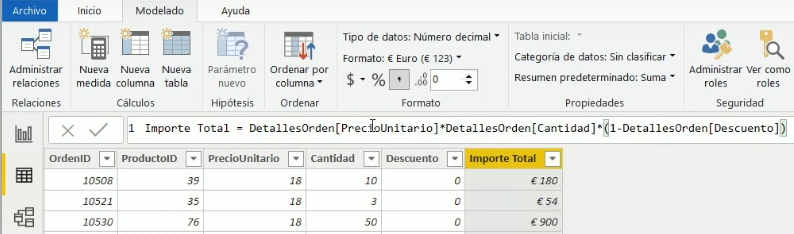 Archivo Inicio Modelado Ayuda
Administrar relaciones
Nueva medida
Nueva columna
Nueva tabla
Parámetro nuevo
Ordenar por columna
Tipo de datos: Número decimal
Formato: € Euro (€ 123)
$ % , .00 0
Tabla inicial:
Categoría de datos: Sin clasificar
Resumen predeterminado: Suma
Administrar roles
Ver como roles
Relaciones Cálculos Hipótesis Ordenar Formato Propiedades Seguridad
1 Importe Total = DetallesOrden[PrecioUnitario]*DetallesOrden[Cantidad]*(1-DetallesOrden[Descuento])
OrdenID ProductoID PrecioUnitario Cantidad Descuento Importe Total
10508 39 18 10 0 € 180
10521 35 18 3 0 € 54
10530 76 18 50 0 € 900